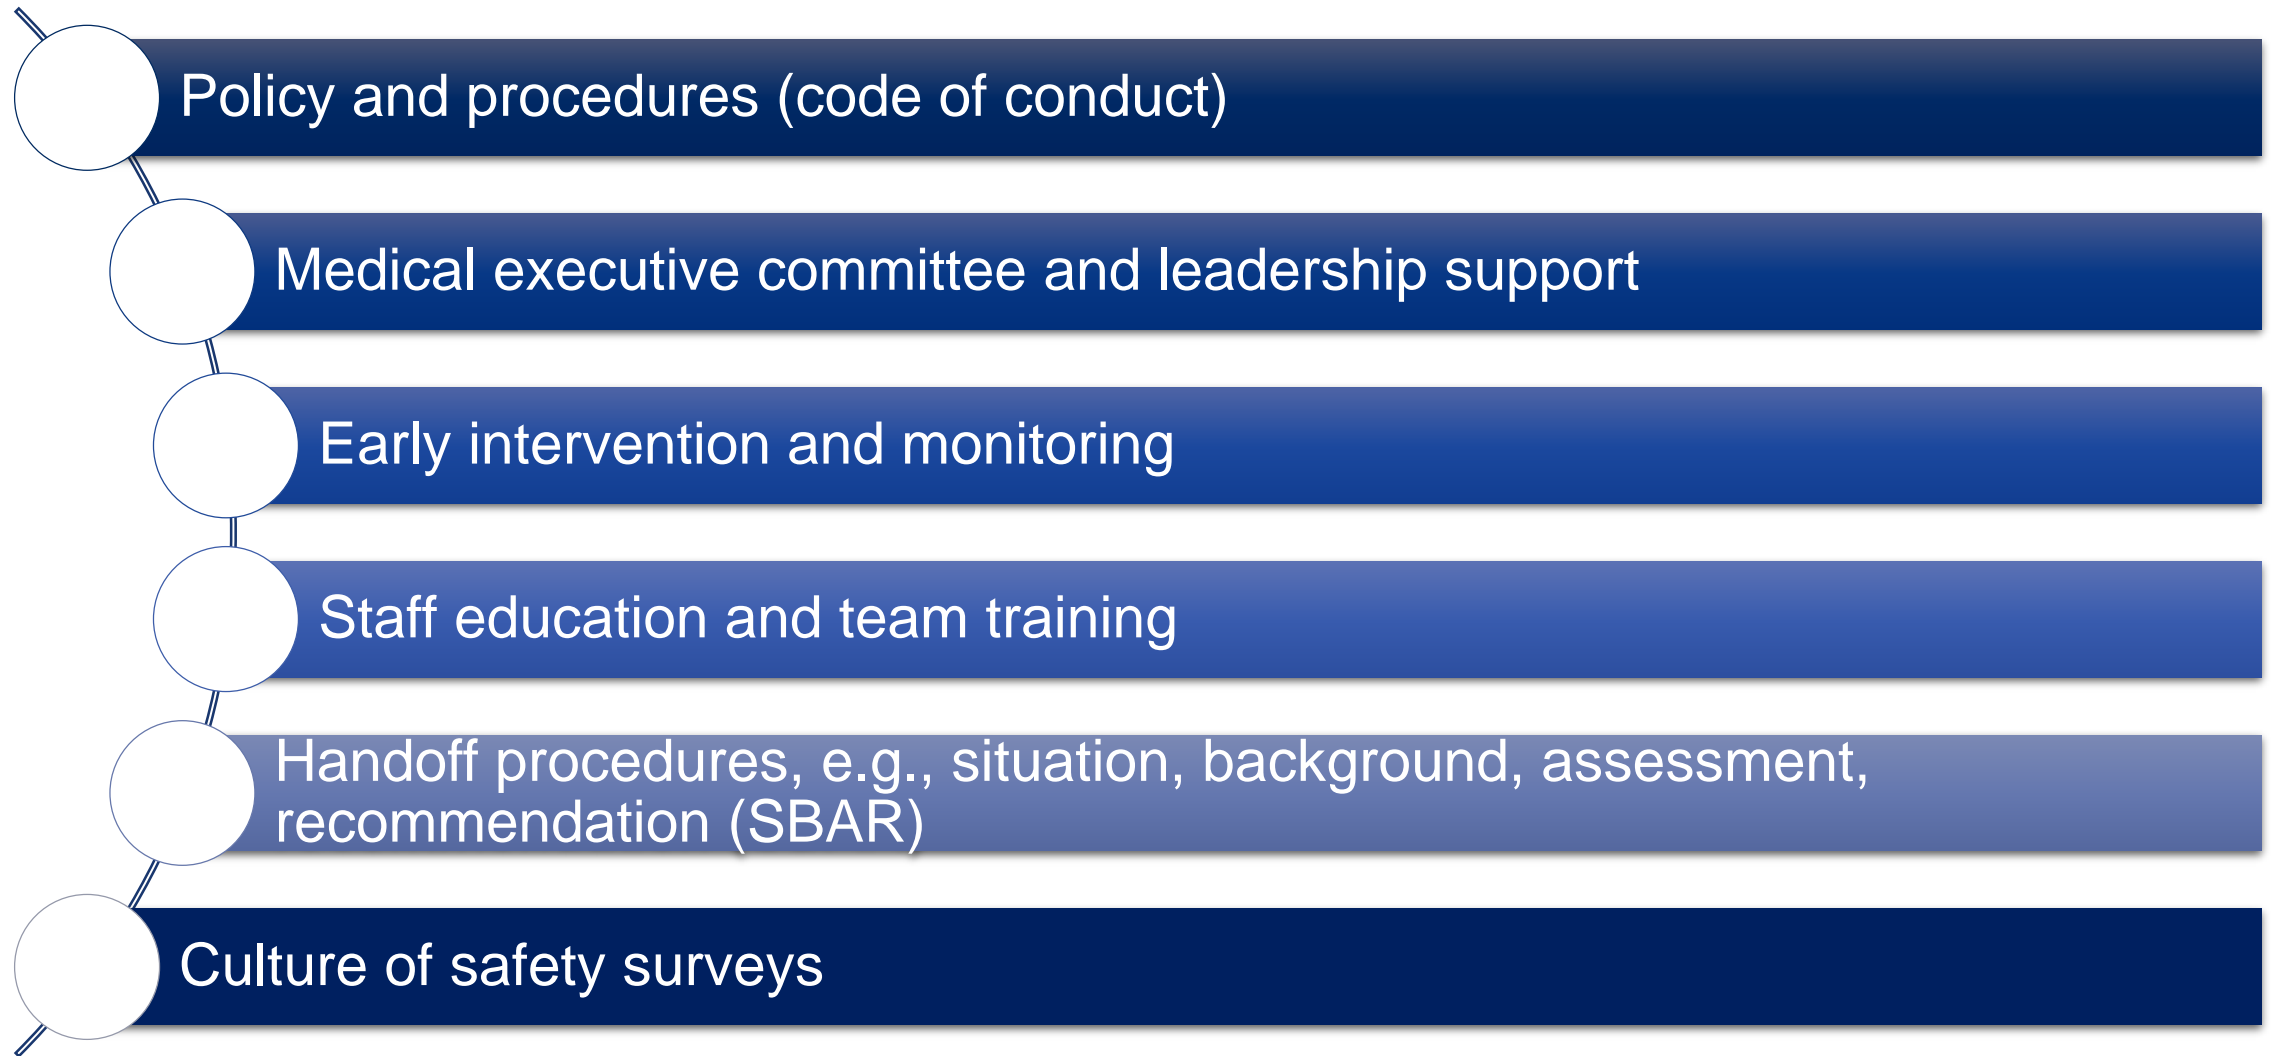 Policy and procedures (code of conduct)
Medical executive committee and leadership support
Early intervention and monitoring
Staff education and team training
Handoff procedures, e.g., situation, background, assessment,
recommendation (SBAR)
Culture of safety surveys